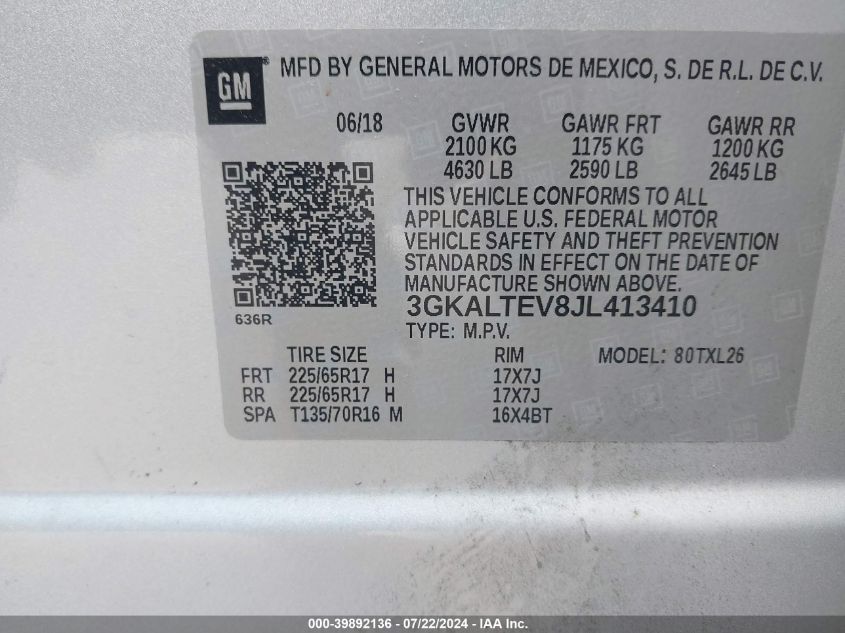 GM® MFD BY GENERAL MOTORS DE MEXICO, S. DE R.L. DE C.V.
06/18 GVWR GAWR FRT GAWR RR
2100 KG 1175 KG 1200 KG
4630 LB 2590 LB 2645 LB
THIS VEHICLE CONFORMS TO ALL
APPLICABLE U.S. FEDERAL MOTOR
VEHICLE SAFETY AND THEFT PREVENTION
STANDARDS IN EFFECT ON THE DATE OF
MANUFACTURE SHOWN ABOVE.
3GKALTEV8JL413410
636R
TYPE: M.P.V.
TIRE SIZE RIM MODEL: 80TXL26
FRT 225/65R17 H 17X7J
RR 225/65R17 H 17X7J
SPA T135/70R16 M 16X4BT
000-39892136 - 07/22/2024 - IAA Inc.